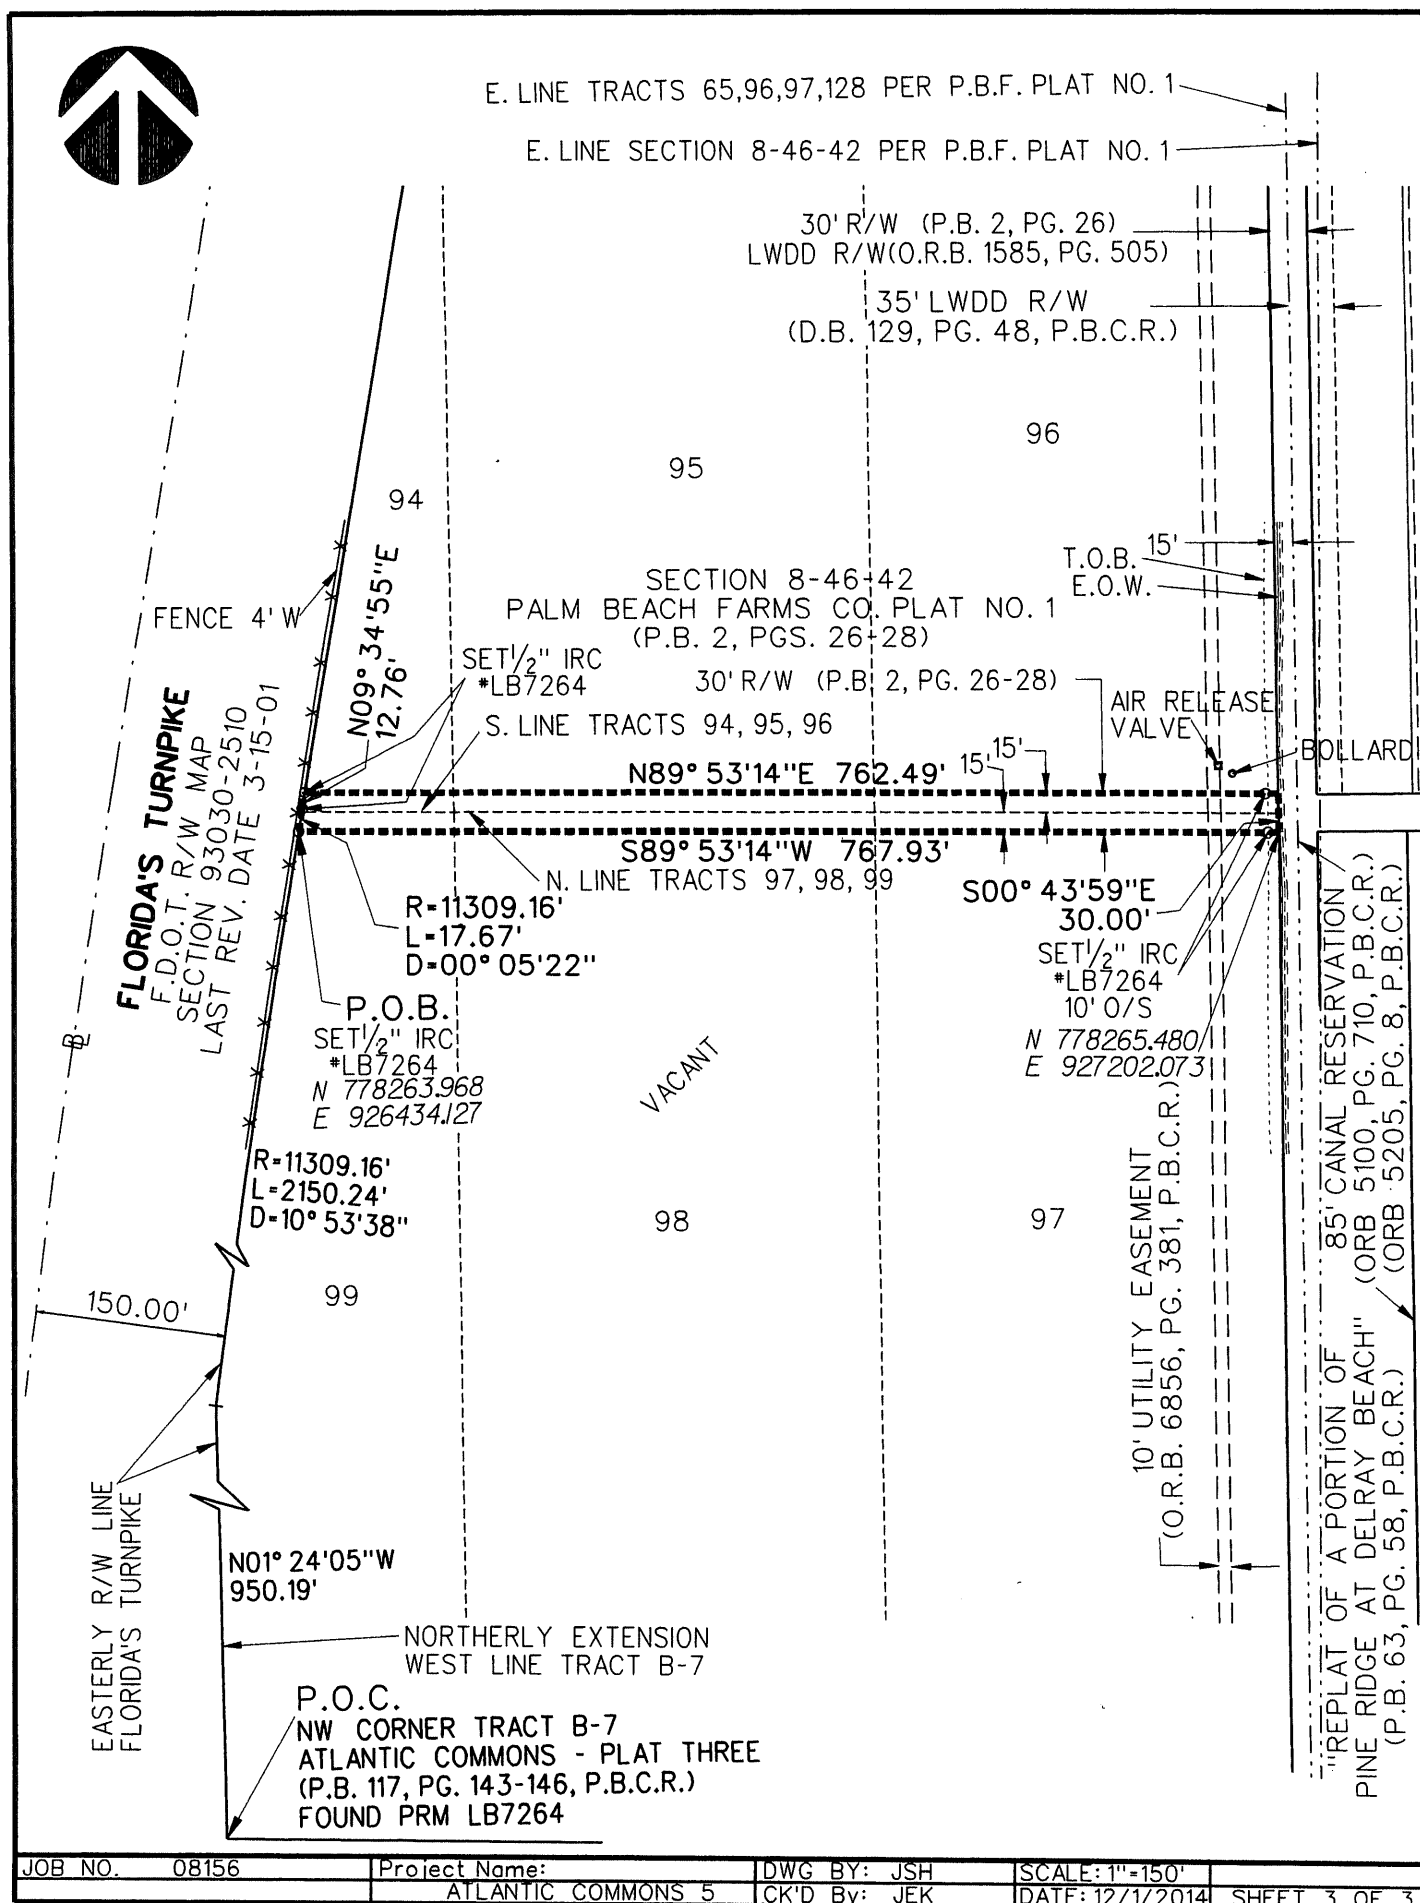 E. LINE TRACTS 65,96,97,128 PER P.B.F. PLAT NO. 1
E. LINE SECTION 8-46-42 PER P.B.F. PLAT NO. 1
30' R/W (P.B. 2, PG. 26)
LWDD R/W(O.R.B. 1585, PG. 505)
35' LWDD R/W
(D.B. 129, PG. 48, P.B.C.R.)
96
95
94
T.O.B. 15'
E.O.W.
SECTION 8-46-42
PALM BEACH FARMS CO. PLAT NO. 1
(P.B. 2, PGS. 26-28)
FENCE 4' W
N09° 34'55"E
12.76'
SET 1/2" IRC
#LB7264
30' R/W (P.B. 2, PG. 26-28)
AIR RELEASE
VALVE
BOLLARD
S. LINE TRACTS 94, 95, 96
FLORIDA'S TURNPIKE
F.D.O.T. R/W MAP
SECTION 93030-2510
LAST REV. DATE 3-15-01
N89° 53'14"E 762.49'
15'
15'
S89° 53'14"W 767.93'
N. LINE TRACTS 97, 98, 99
R=11309.16'
L=17.67'
D=00° 05'22"
S00° 43'59"E
30.00'
SET 1/2" IRC
#LB7264
10' O/S
N 778265.480
E 927202.073
P.O.B.
SET 1/2" IRC
#LB7264
N 778263.968
E 926434.127
BL
VACANT
R=11309.16'
L=2150.24'
D=10° 53'38"
98
97
99
150.00'
10' UTILITY EASEMENT
(O.R.B. 6856, PG. 381, P.B.C.R.)
85' CANAL RESERVATION
(ORB 5100, PG. 710, P.B.C.R.)
(ORB 5205, PG. 8, P.B.C.R.)
"REPLAT OF A PORTION OF
PINE RIDGE AT DELRAY BEACH"
(P.B. 63, PG. 58, P.B.C.R.)
EASTERLY R/W LINE
FLORIDA'S TURNPIKE
N01° 24'05"W
950.19'
NORTHERLY EXTENSION
WEST LINE TRACT B-7
P.O.C.
NW CORNER TRACT B-7
ATLANTIC COMMONS - PLAT THREE
(P.B. 117, PG. 143-146, P.B.C.R.)
FOUND PRM LB7264
JOB NO. 08156
Project Name:
ATLANTIC COMMONS 5
DWG BY: JSH
CK'D By: JEK
SCALE: 1"=150'
DATE: 12/1/2014
SHEET 3 OF 3